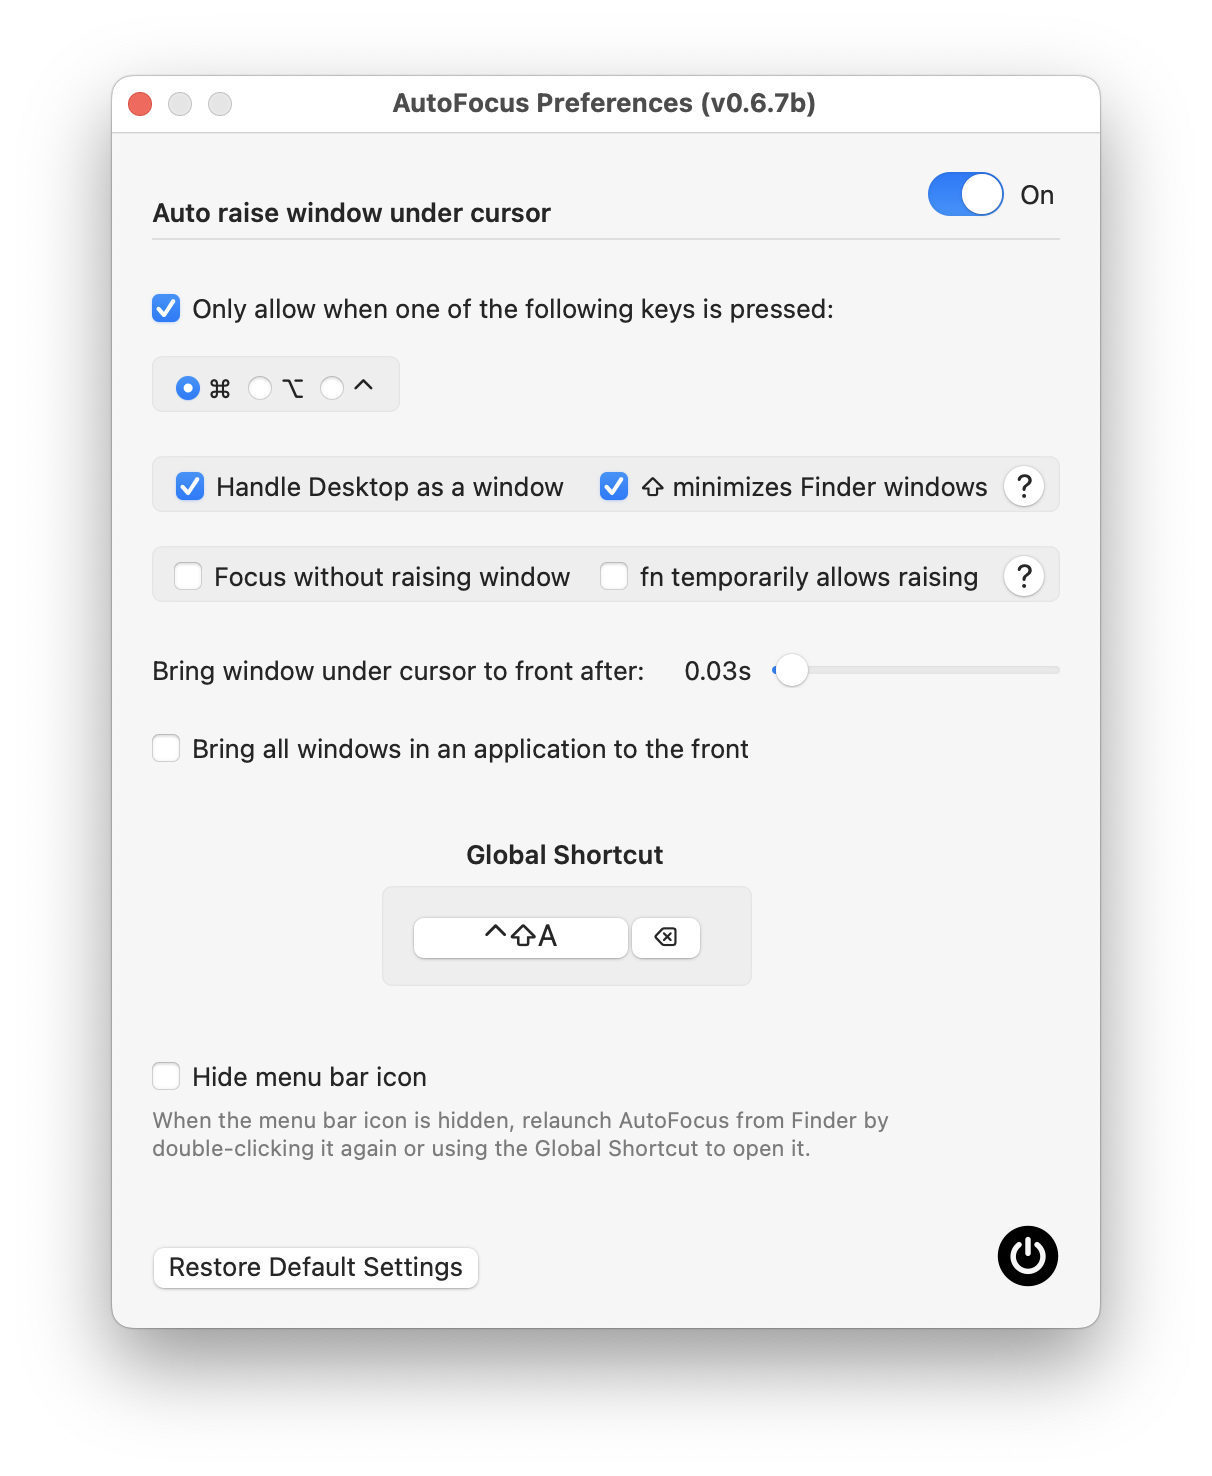 AutoFocus Preferences (v0.6.7b)
Auto raise window under cursor
On
Only allow when one of the following keys is pressed:
⌘ ⌥ ^
Handle Desktop as a window ⇧ minimizes Finder windows ?
Focus without raising window fn temporarily allows raising ?
Bring window under cursor to front after: 0.03s
Bring all windows in an application to the front
Global Shortcut
^⇧A ⌫
Hide menu bar icon
When the menu bar icon is hidden, relaunch AutoFocus from Finder by
double-clicking it again or using the Global Shortcut to open it.
Restore Default Settings